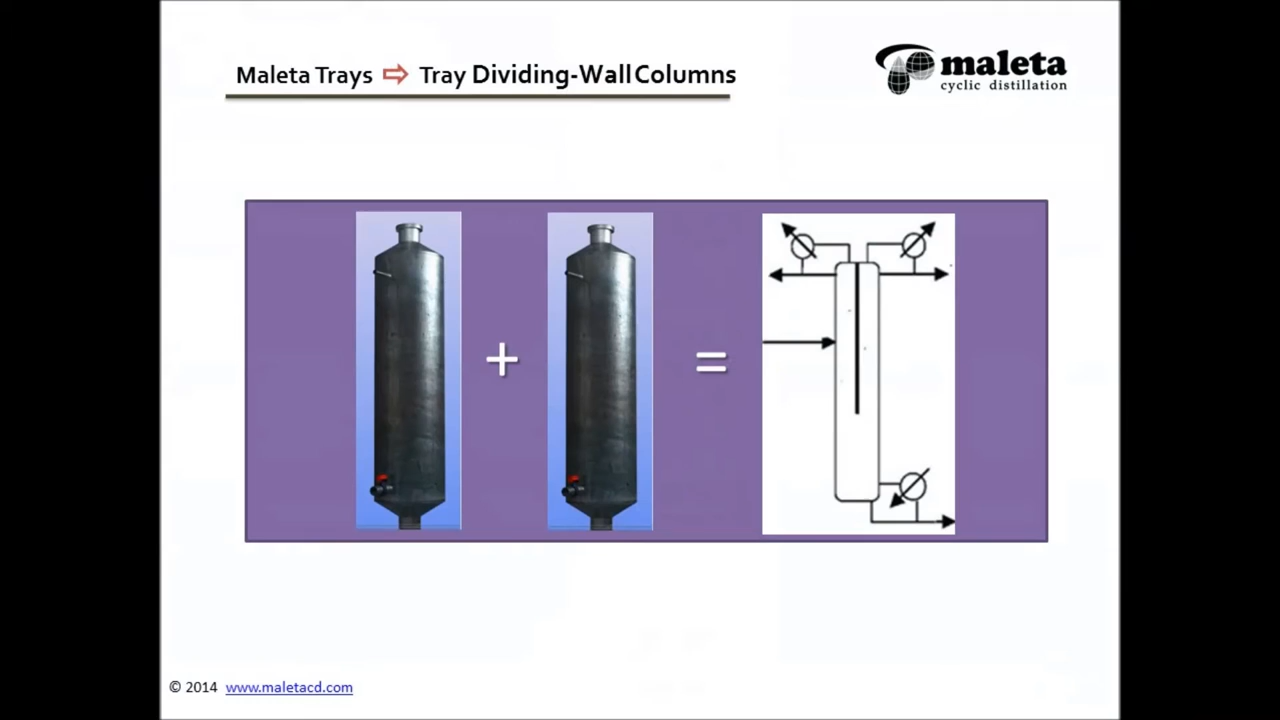 Maleta Trays ⇨ Tray Dividing-Wall Columns
maleta
cyclic distillation
+ =
© 2014 www.maletacd.com